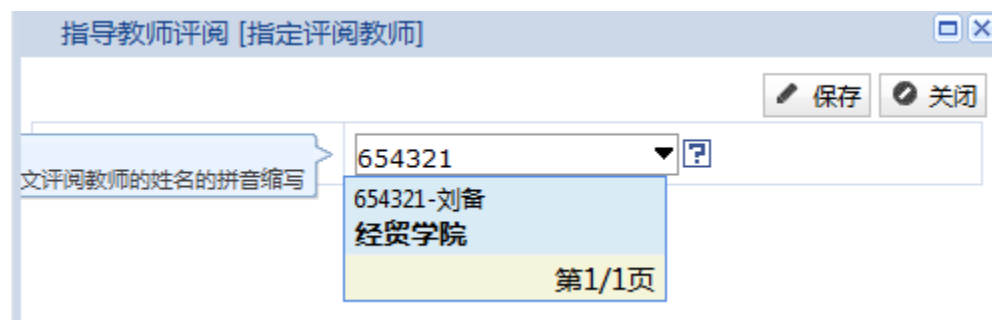 指导教师评阅 [指定评阅教师]
保存 关闭
654321
文评阅教师的姓名的拼音缩写
654321-刘备
经贸学院
第1/1页